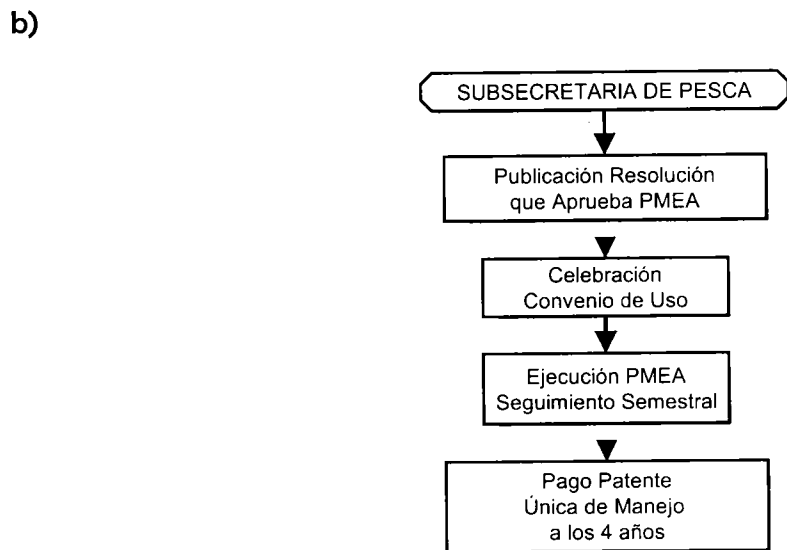 b)
SUBSECRETARIA DE PESCA
Publicación Resolución
que Aprueba PMEA
Celebración
Convenio de Uso
Ejecución PMEA
Seguimiento Semestral
Pago Patente
Única de Manejo
a los 4 años